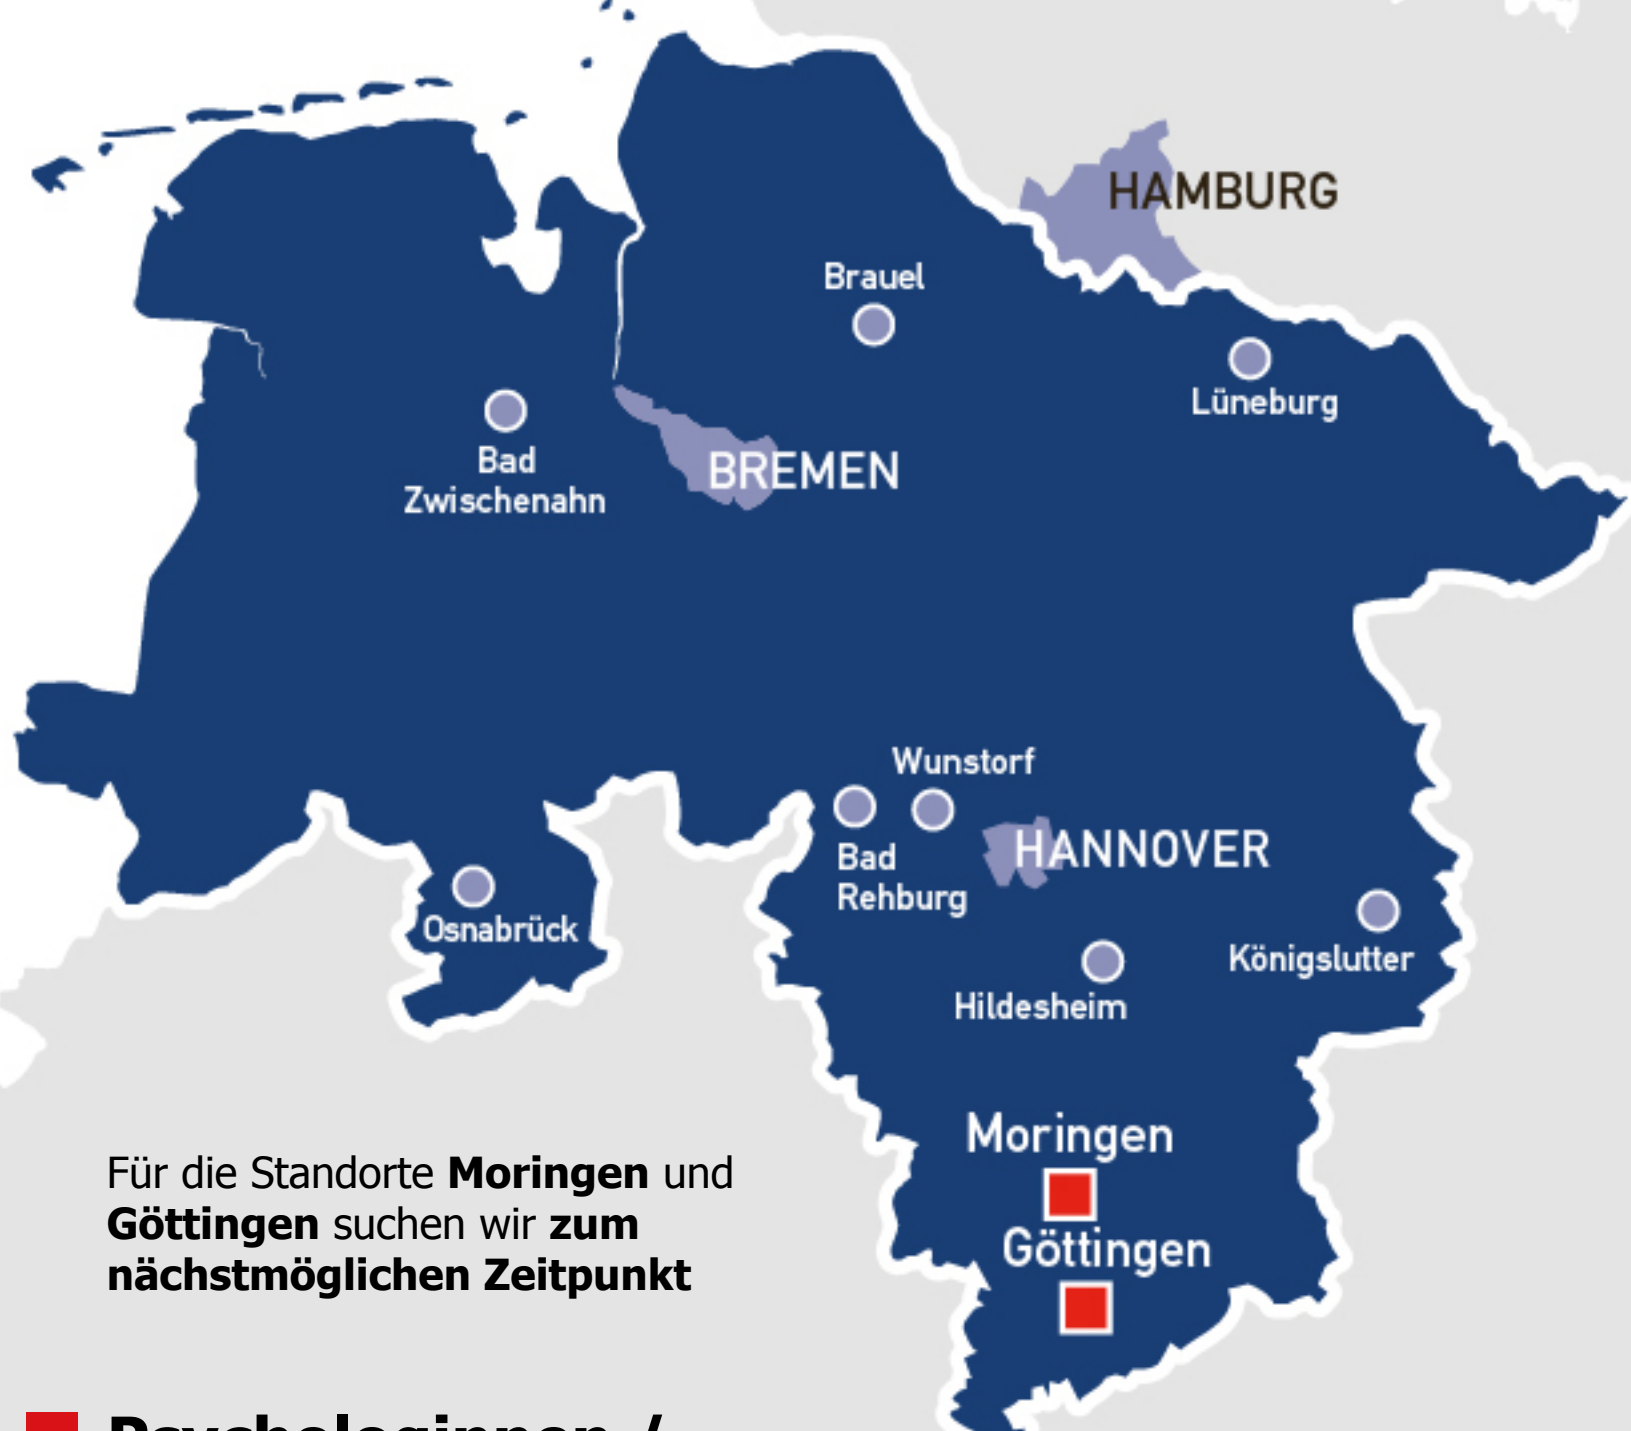 HAMBURG
Brauel
Lüneburg
Bad
Zwischenahn
BREMEN
Wunstorf
Bad
Rehburg
HANNOVER
Osnabrück
Königslutter
Hildesheim
Moringen
Göttingen
Für die Standorte Moringen und
Göttingen suchen wir zum
nächstmöglichen Zeitpunkt
Psychologinnen /